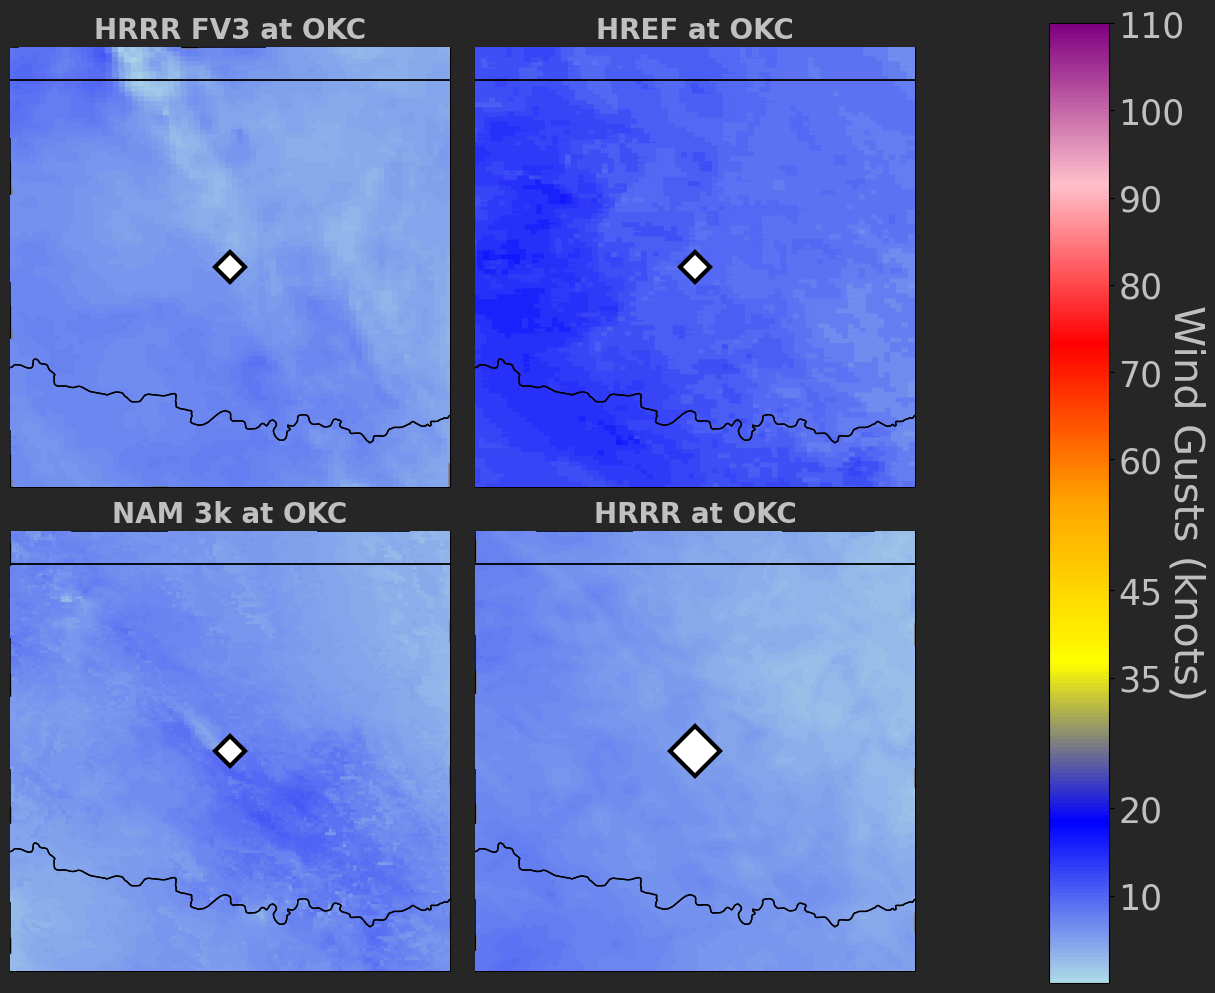 HRRR FV3 at OKC
HREF at OKC
NAM 3k at OKC
HRRR at OKC
110
100
90
80
70
60
45
35
20
10
Wind Gusts (knots)